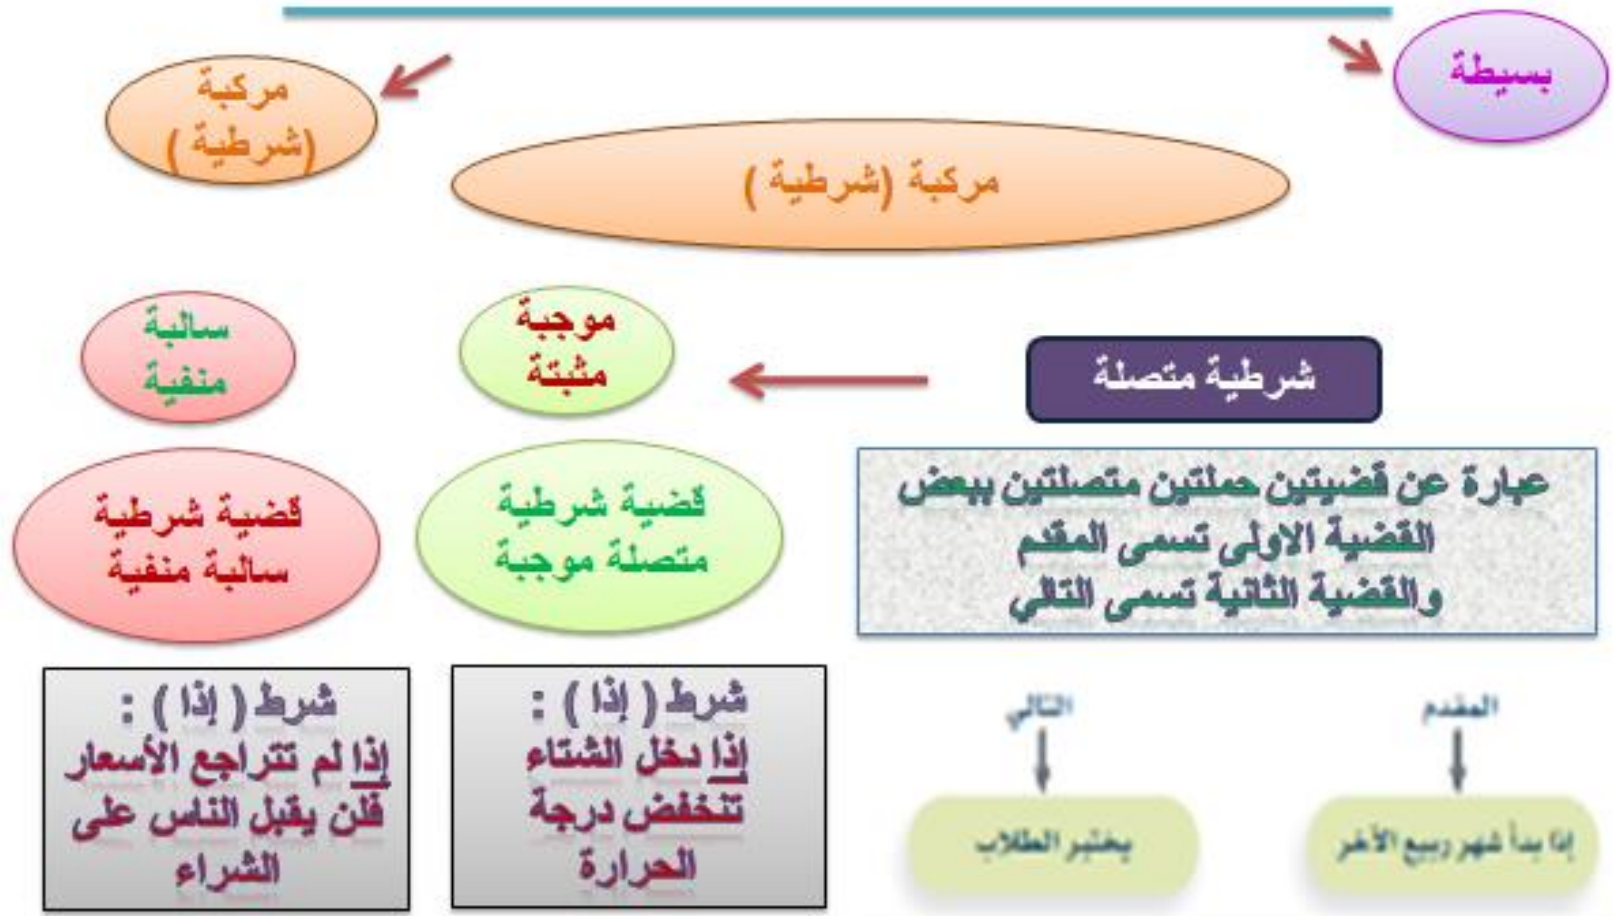 بسيطة
مركبة
(شرطية )
مركبة (شرطية )
شرطية متصلة
موجبة
مثبتة
سالبة
منفية
عبارة عن قضيتين حملتين متصلتين ببعض
القضية الاولى تسمى المقدم
والقضية الثانية تسمى التالي
قضية شرطية
متصلة موجبة
قضية شرطية
سالبة منفية
المقدم
التالي
إذا بدأ شهر ربيع الأخر
يختبر الطلاب
شرط ( إذا ) :
إذا دخل الشتاء
تنخفض درجة
الحرارة
شرط ( إذا ) :
إذا لم تتراجع الأسعار
فلن يقبل الناس على
الشراء